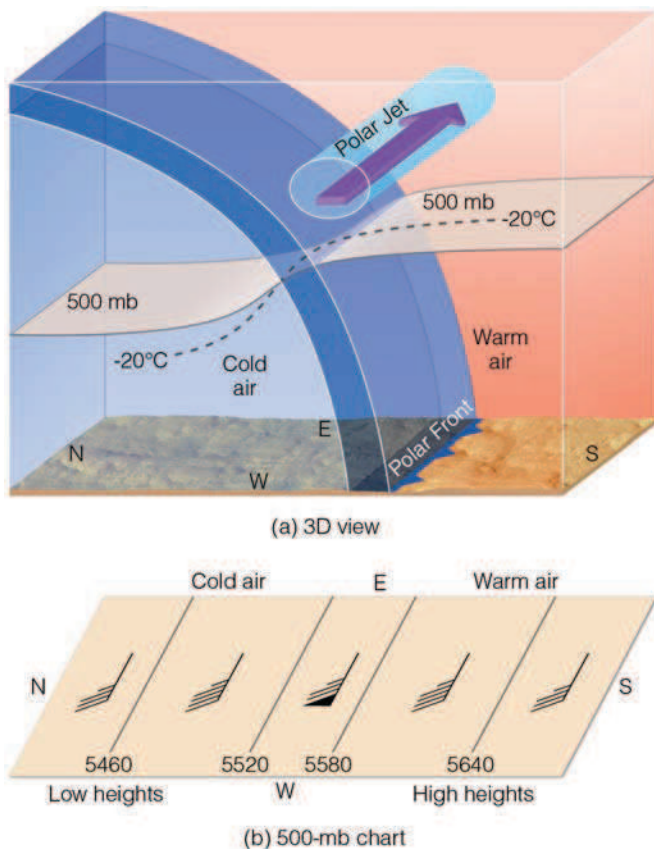 Polar Jet
500 mb
-20°C
500 mb
-20°C
Cold
air
Warm
air
N
E
W
Polar Front
S
(a) 3D view
Cold air
E
Warm air
N
S
5460
5520
5580
5640
Low heights
W
High heights
(b) 500-mb chart